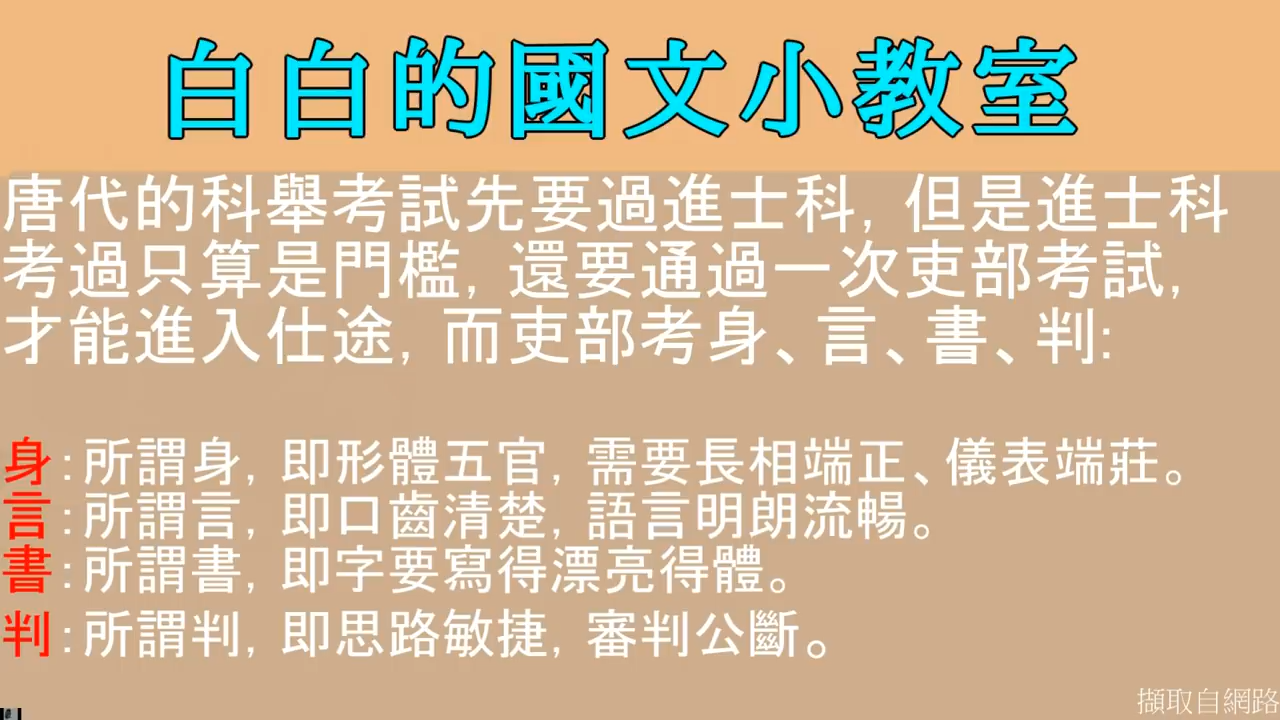 白白的國文小教室
唐代的科舉考試先要過進士科, 但是進士科
考過只算是門檻, 還要通過一次吏部考試,
才能進入仕途, 而吏部考身、言、書、判:
身:所謂身, 即形體五官, 需要長相端正、儀表端莊。
言:所謂言, 即口齒清楚, 語言明朗流暢。
書:所謂書, 即字要寫得漂亮得體。
判:所謂判, 即思路敏捷, 審判公斷。
擷取自網路